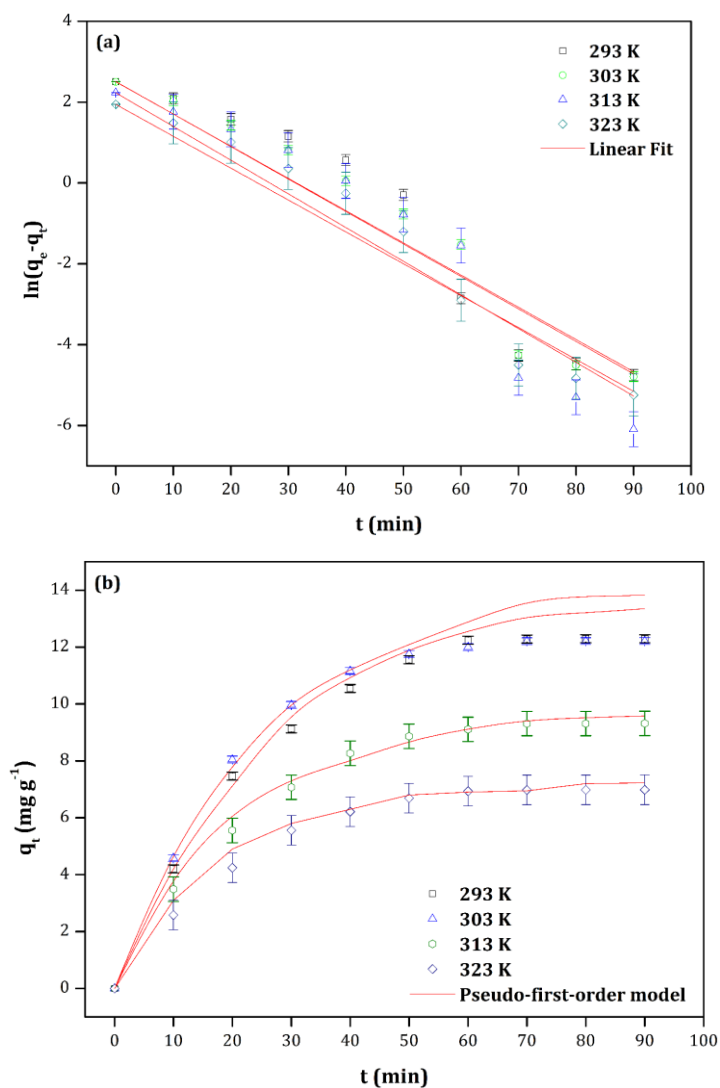 (a)
293 K
303 K
313 K
323 K
Linear Fit
4
2
0
-2
-4
-6
ln(qₑ-qₜ)
0 10 20 30 40 50 60 70 80 90 100
t (min)
(b)
14
12
10
8
6
4
2
0
qₜ (mg g⁻¹)
293 K
303 K
313 K
323 K
Pseudo-first-order model
0 10 20 30 40 50 60 70 80 90 100
t (min)